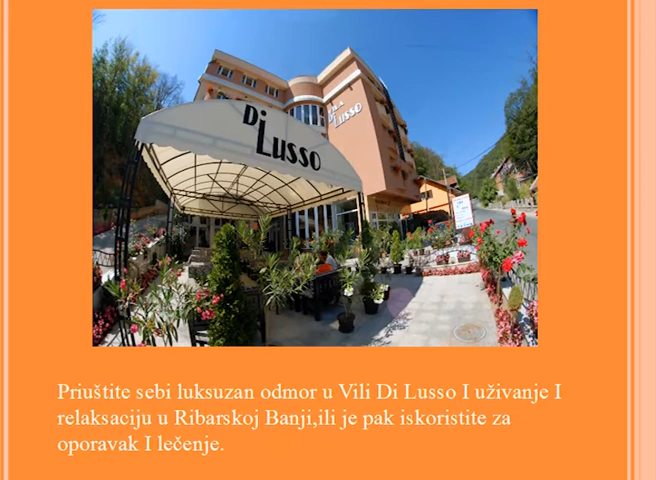 Di
Lusso
LA
Di
Lusso
Priuštite sebi luksuzan odmor u Vili Di Lusso I uživanje I
relaksaciju u Ribarskoj Banji,ili je pak iskoristite za
oporavak I lečenje.